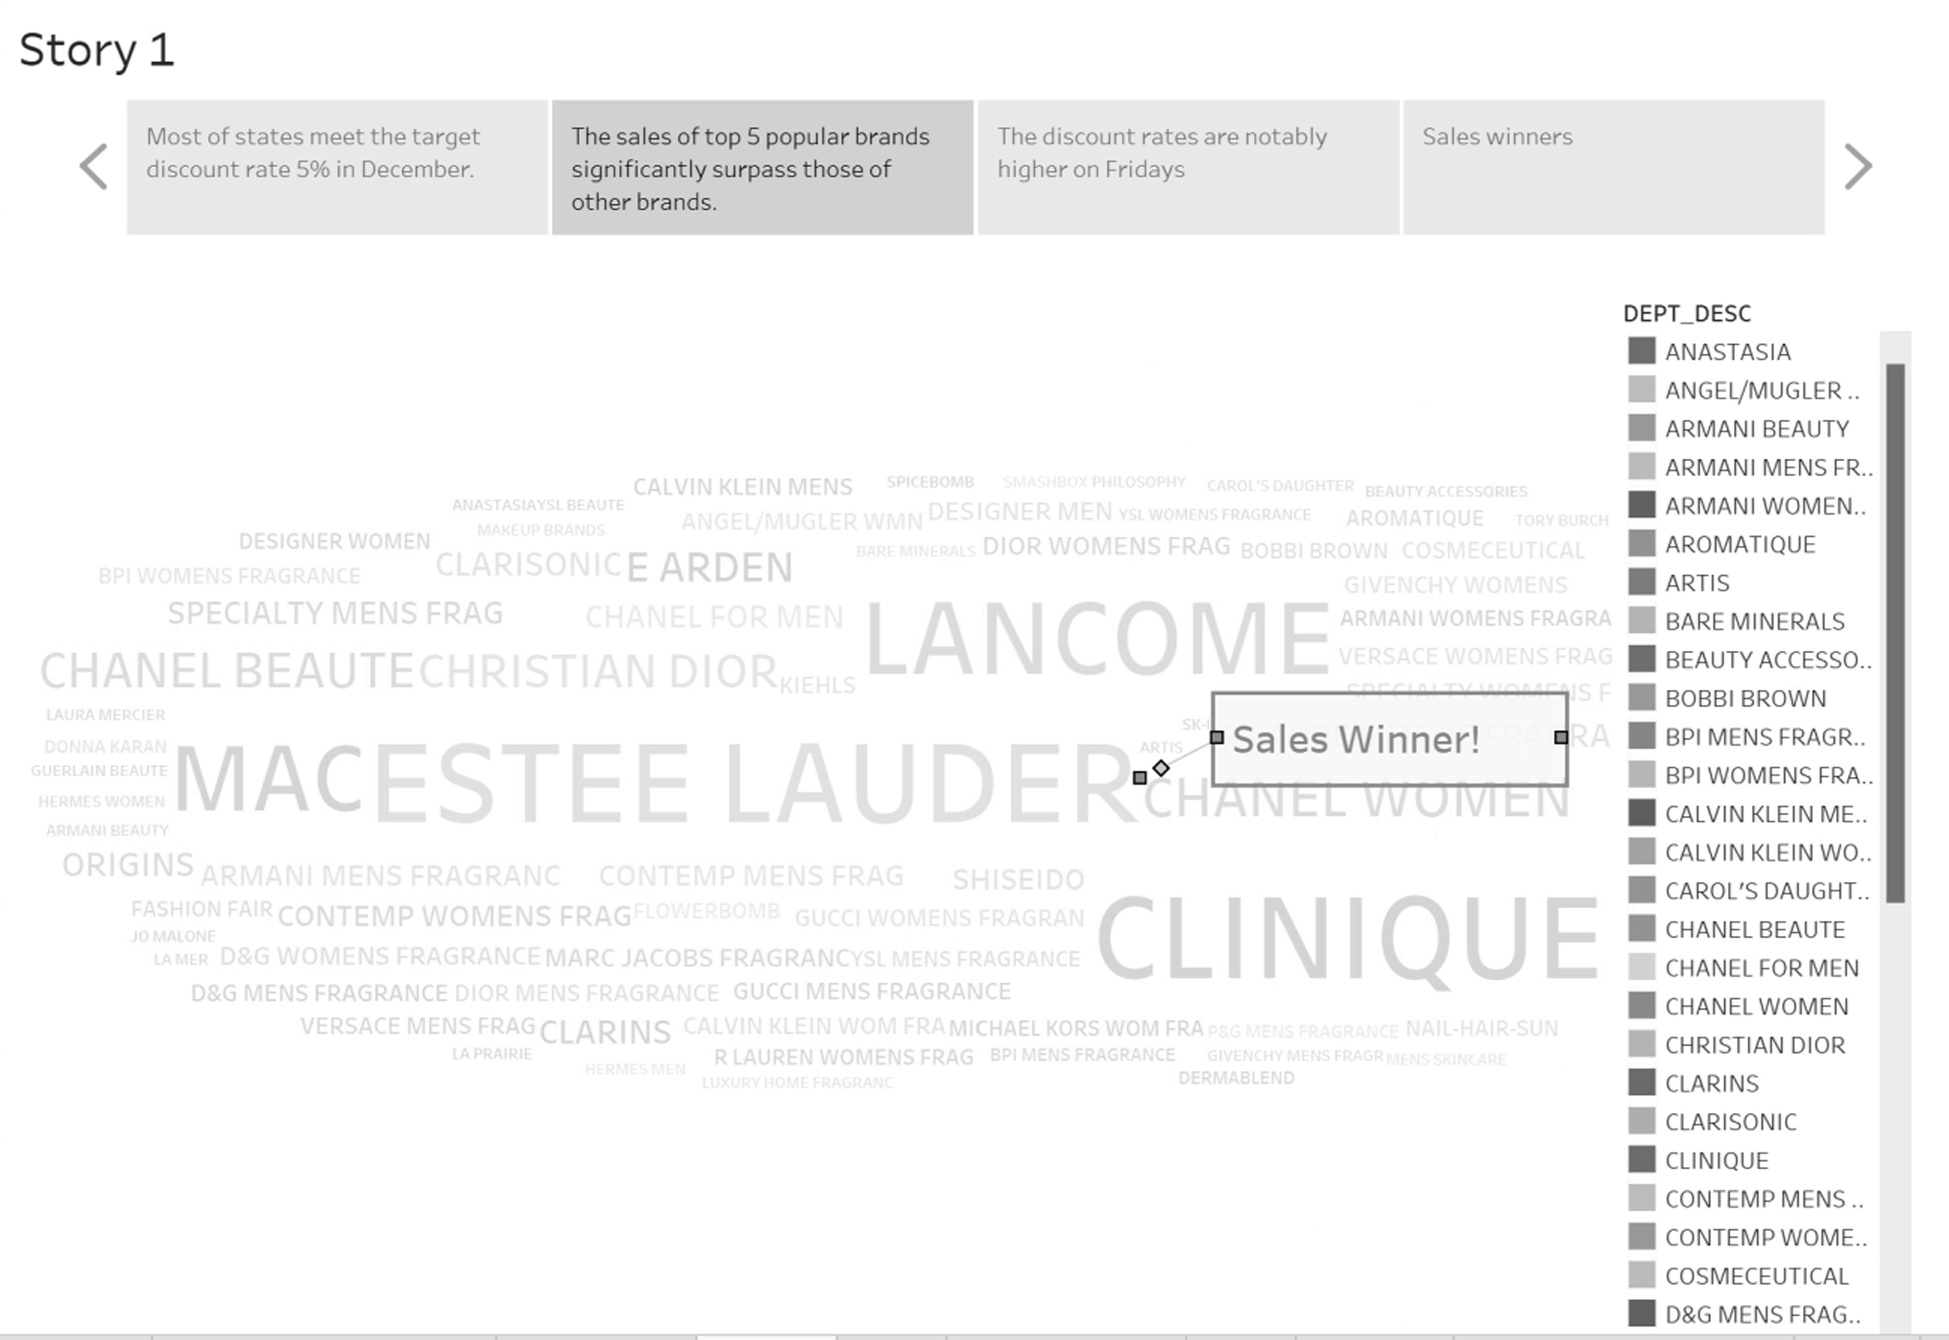 Story 1
Most of states meet the target
discount rate 5% in December.
The sales of top 5 popular brands
significantly surpass those of
other brands.
The discount rates are notably
higher on Fridays
Sales winners
CALVIN KLEIN MENS
SPICEBOMB
SMASHBOX
PHILOSOPHY
CAROL'S DAUGHTER
BEAUTY ACCESSORIES
ANASTASIA
YSL BEAUTE
MAKEUP BRANDS
ANGEL/MUGLER WMN
DESIGNER MEN
YSL WOMENS FRAGRANCE
AROMATIQUE
TORY BURCH
DESIGNER WOMEN
CLARISONIC
E ARDEN
BARE MINERALS
DIOR WOMENS FRAG
BOBBI BROWN
COSMECEUTICAL
BPI WOMENS FRAGRANCE
GIVENCHY WOMENS
SPECIALTY MENS FRAG
CHANEL FOR MEN
LANCOME
ARMANI WOMENS FRAGRA
CHANEL BEAUTE
CHRISTIAN DIOR
KIEHLS
VERSACE WOMENS FRAG
SPECIALTY WOMENS F
LAURA MERCIER
SK-I
Sales Winner!
RA
DONNA KARAN
GUERLAIN BEAUTE
HERMES WOMEN
ARMANI BEAUTY
MAC
ESTEE LAUDER
ARTIS
CHANEL WOMEN
ORIGINS
ARMANI MENS FRAGRANC
CONTEMP MENS FRAG
SHISEIDO
CLINIQUE
FASHION FAIR
CONTEMP WOMENS FRAG
FLOWERBOMB
GUCCI WOMENS FRAGRAN
JO MALONE
LA MER
D&G WOMENS FRAGRANCE
MARC JACOBS FRAGRANC
YSL MENS FRAGRANCE
D&G MENS FRAGRANCE
DIOR MENS FRAGRANCE
GUCCI MENS FRAGRANCE
VERSACE MENS FRAG
CLARINS
CALVIN KLEIN WOM FRA
MICHAEL KORS WOM FRA
P&G MENS FRAGRANCE
NAIL-HAIR-SUN
LA PRAIRIE
HERMES MEN
R LAUREN WOMENS FRAG
BPI MENS FRAGRANCE
GIVENCHY MENS FRAGR
MENS SKINCARE
LUXURY HOME FRAGRANC
DERMABLEND
DEPT_DESC
ANASTASIA
ANGEL/MUGLER ..
ARMANI BEAUTY
ARMANI MENS FR..
ARMANI WOMEN..
AROMATIQUE
ARTIS
BARE MINERALS
BEAUTY ACCESSO..
BOBBI BROWN
BPI MENS FRAGR..
BPI WOMENS FRA..
CALVIN KLEIN ME..
CALVIN KLEIN WO..
CAROL'S DAUGHT..
CHANEL BEAUTE
CHANEL FOR MEN
CHANEL WOMEN
CHRISTIAN DIOR
CLARINS
CLARISONIC
CLINIQUE
CONTEMP MENS ..
CONTEMP WOME..
COSMECEUTICAL
D&G MENS FRAG..